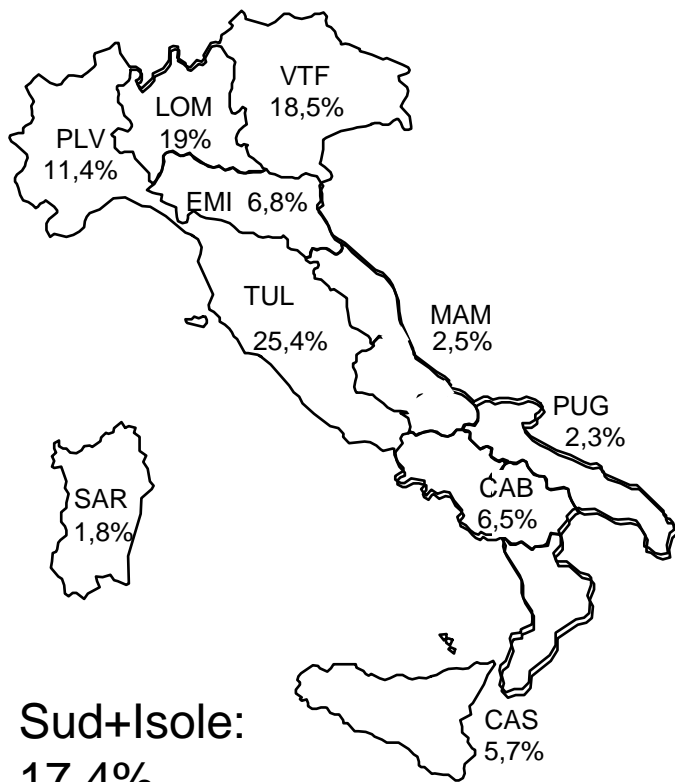 VTF
18,5%
LOM
19%
PLV
11,4%
EMI 6,8%
TUL
25,4%
MAM
2,5%
PUG
2,3%
CAB
6,5%
SAR
1,8%
CAS
5,7%
Sud+Isole:
17,4%